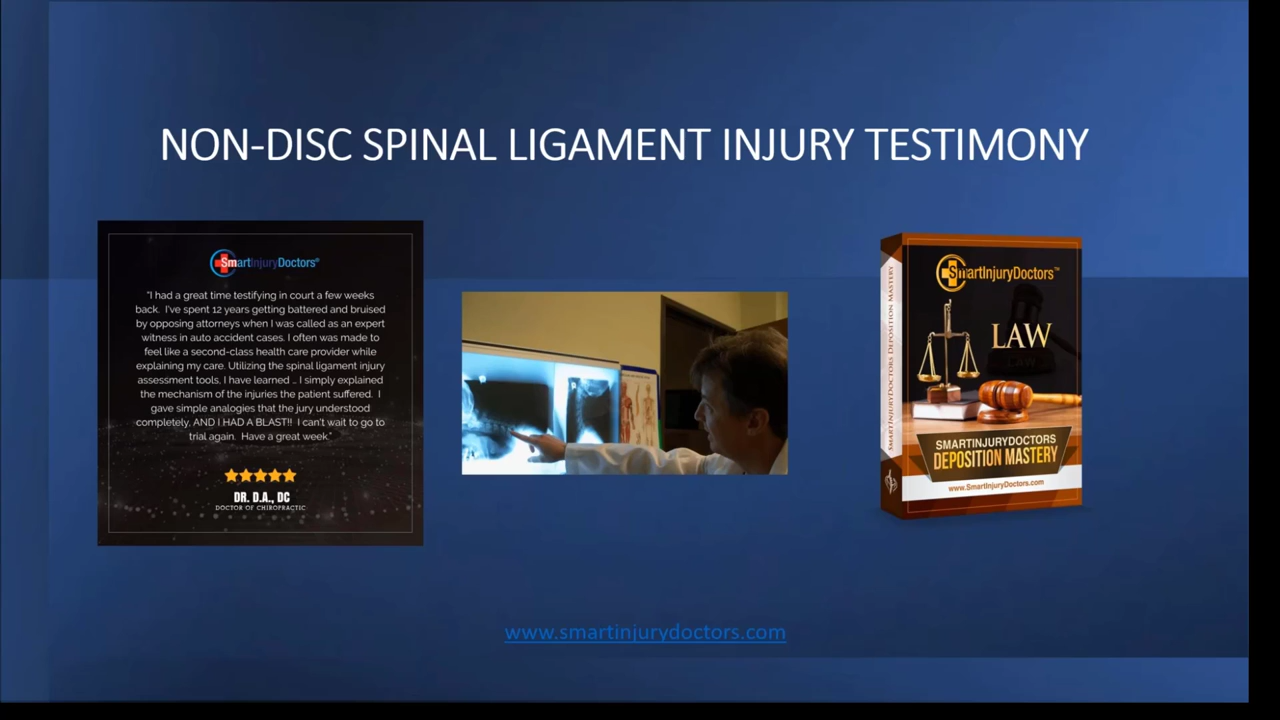 NON-DISC SPINAL LIGAMENT INJURY TESTIMONY
SmartInjuryDoctors®
"I had a great time testifying in court a few weeks
back. I've spent 12 years getting battered and bruised
by opposing attorneys when I was called as an expert
witness in auto accident cases. I often was made to
feel like a second-class health care provider while
explaining my care. Utilizing the spinal ligament injury
assessment tools, I have learned .. I simply explained
the mechanism of the injuries the patient suffered. I
gave simple analogies that the jury understood
completely, AND I HAD A BLAST!! I can't wait to go to
trial again. Have a great week."
DR. D.A., DC
DOCTOR OF CHIROPRACTIC
SMARTINJURYDOCTORS DEPOSITION MASTERY
SmartInjuryDoctors™
LAW
SMARTINJURYDOCTORS
DEPOSITION MASTERY
www.SmartInjuryDoctors.com
www.smartinjurydoctors.com